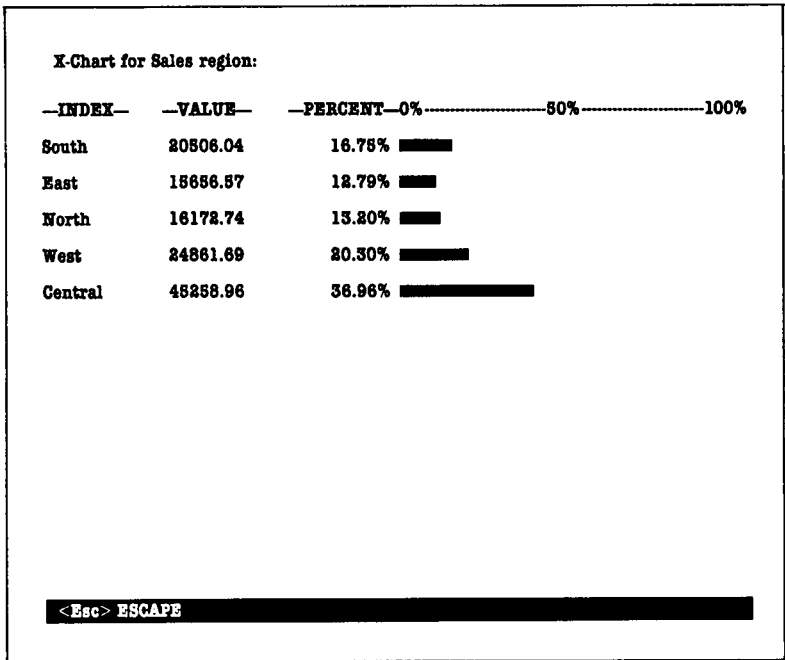 X-Chart for Sales region:
—INDEX— —VALUE— —PERCENT—0%------------------------50%------------------------100%
South 20506.04 16.75%
East 15656.57 12.79%
North 16172.74 13.20%
West 24861.69 20.30%
Central 45258.96 36.96%
<Esc> ESCAPE